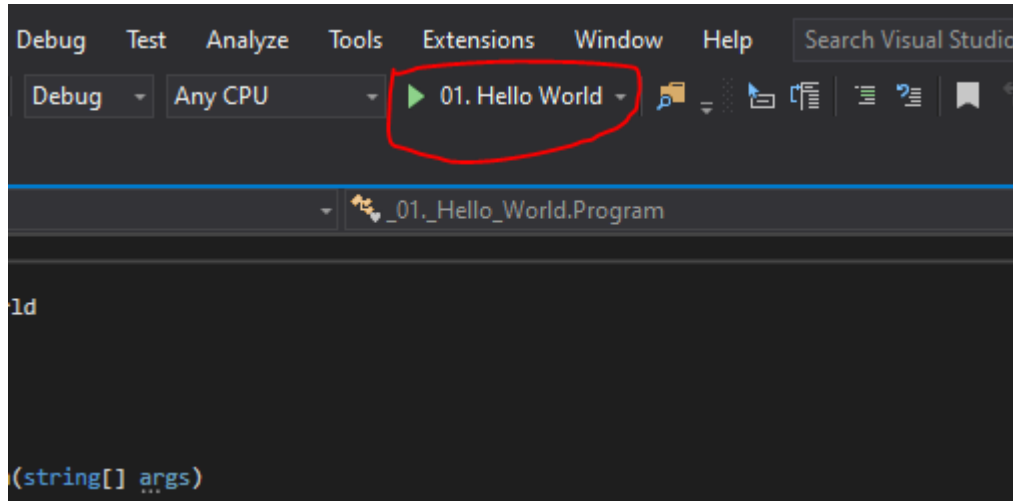 Debug Test Analyze Tools Extensions Window Help Search Visual Studio
Debug Any CPU 01. Hello World
_01._Hello_World.Program
rld
(string[] args)